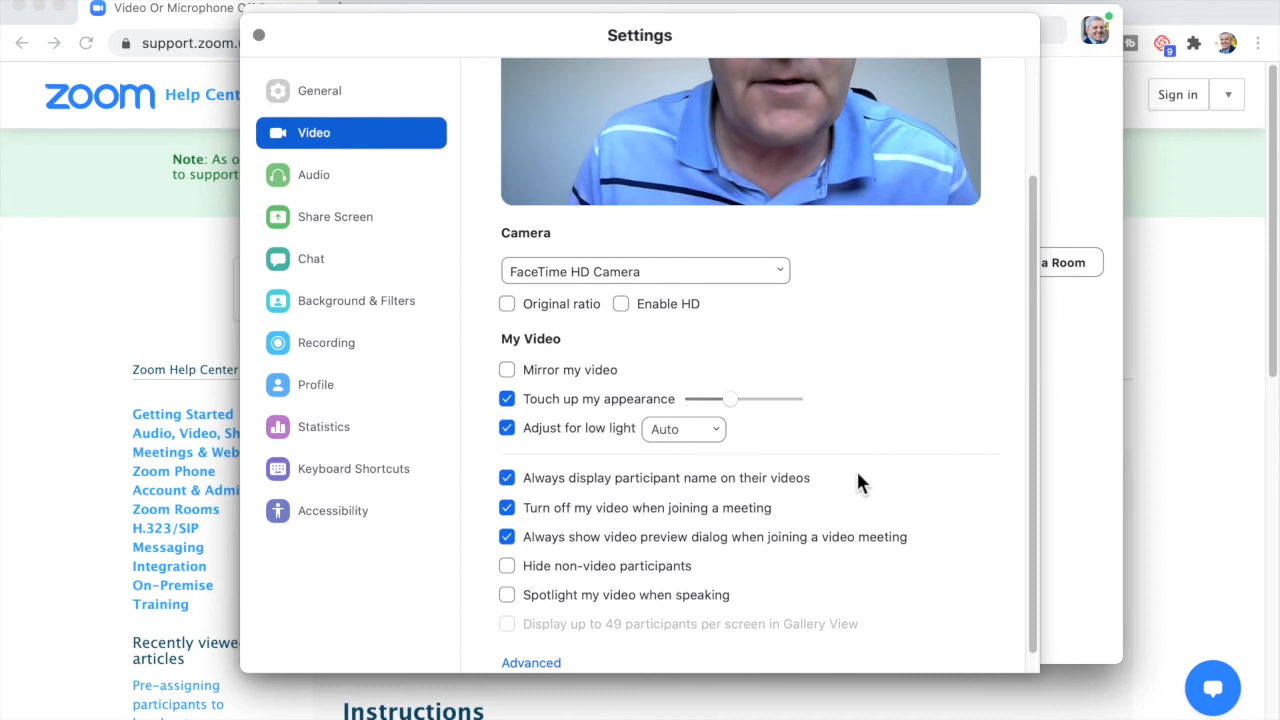 Video Or Microphone
support.zoom.u
9
Settings
zoom Help Cent
Sign in
Note: As o
to support
General
Video
Audio
Share Screen
Chat
Background & Filters
Recording
Profile
Statistics
Keyboard Shortcuts
Accessibility
Camera
FaceTime HD Camera
Original ratio
Enable HD
My Video
Mirror my video
Touch up my appearance
Adjust for low light
Auto
Always display participant name on their videos
Turn off my video when joining a meeting
Always show video preview dialog when joining a video meeting
Hide non-video participants
Spotlight my video when speaking
Display up to 49 participants per screen in Gallery View
Advanced
a Room
Zoom Help Center
Getting Started
Audio, Video, Sh
Meetings & Web
Zoom Phone
Account & Admi
Zoom Rooms
H.323/SIP
Messaging
Integration
On-Premise
Training
Recently viewe
articles
Pre-assigning
participants to
Instructions